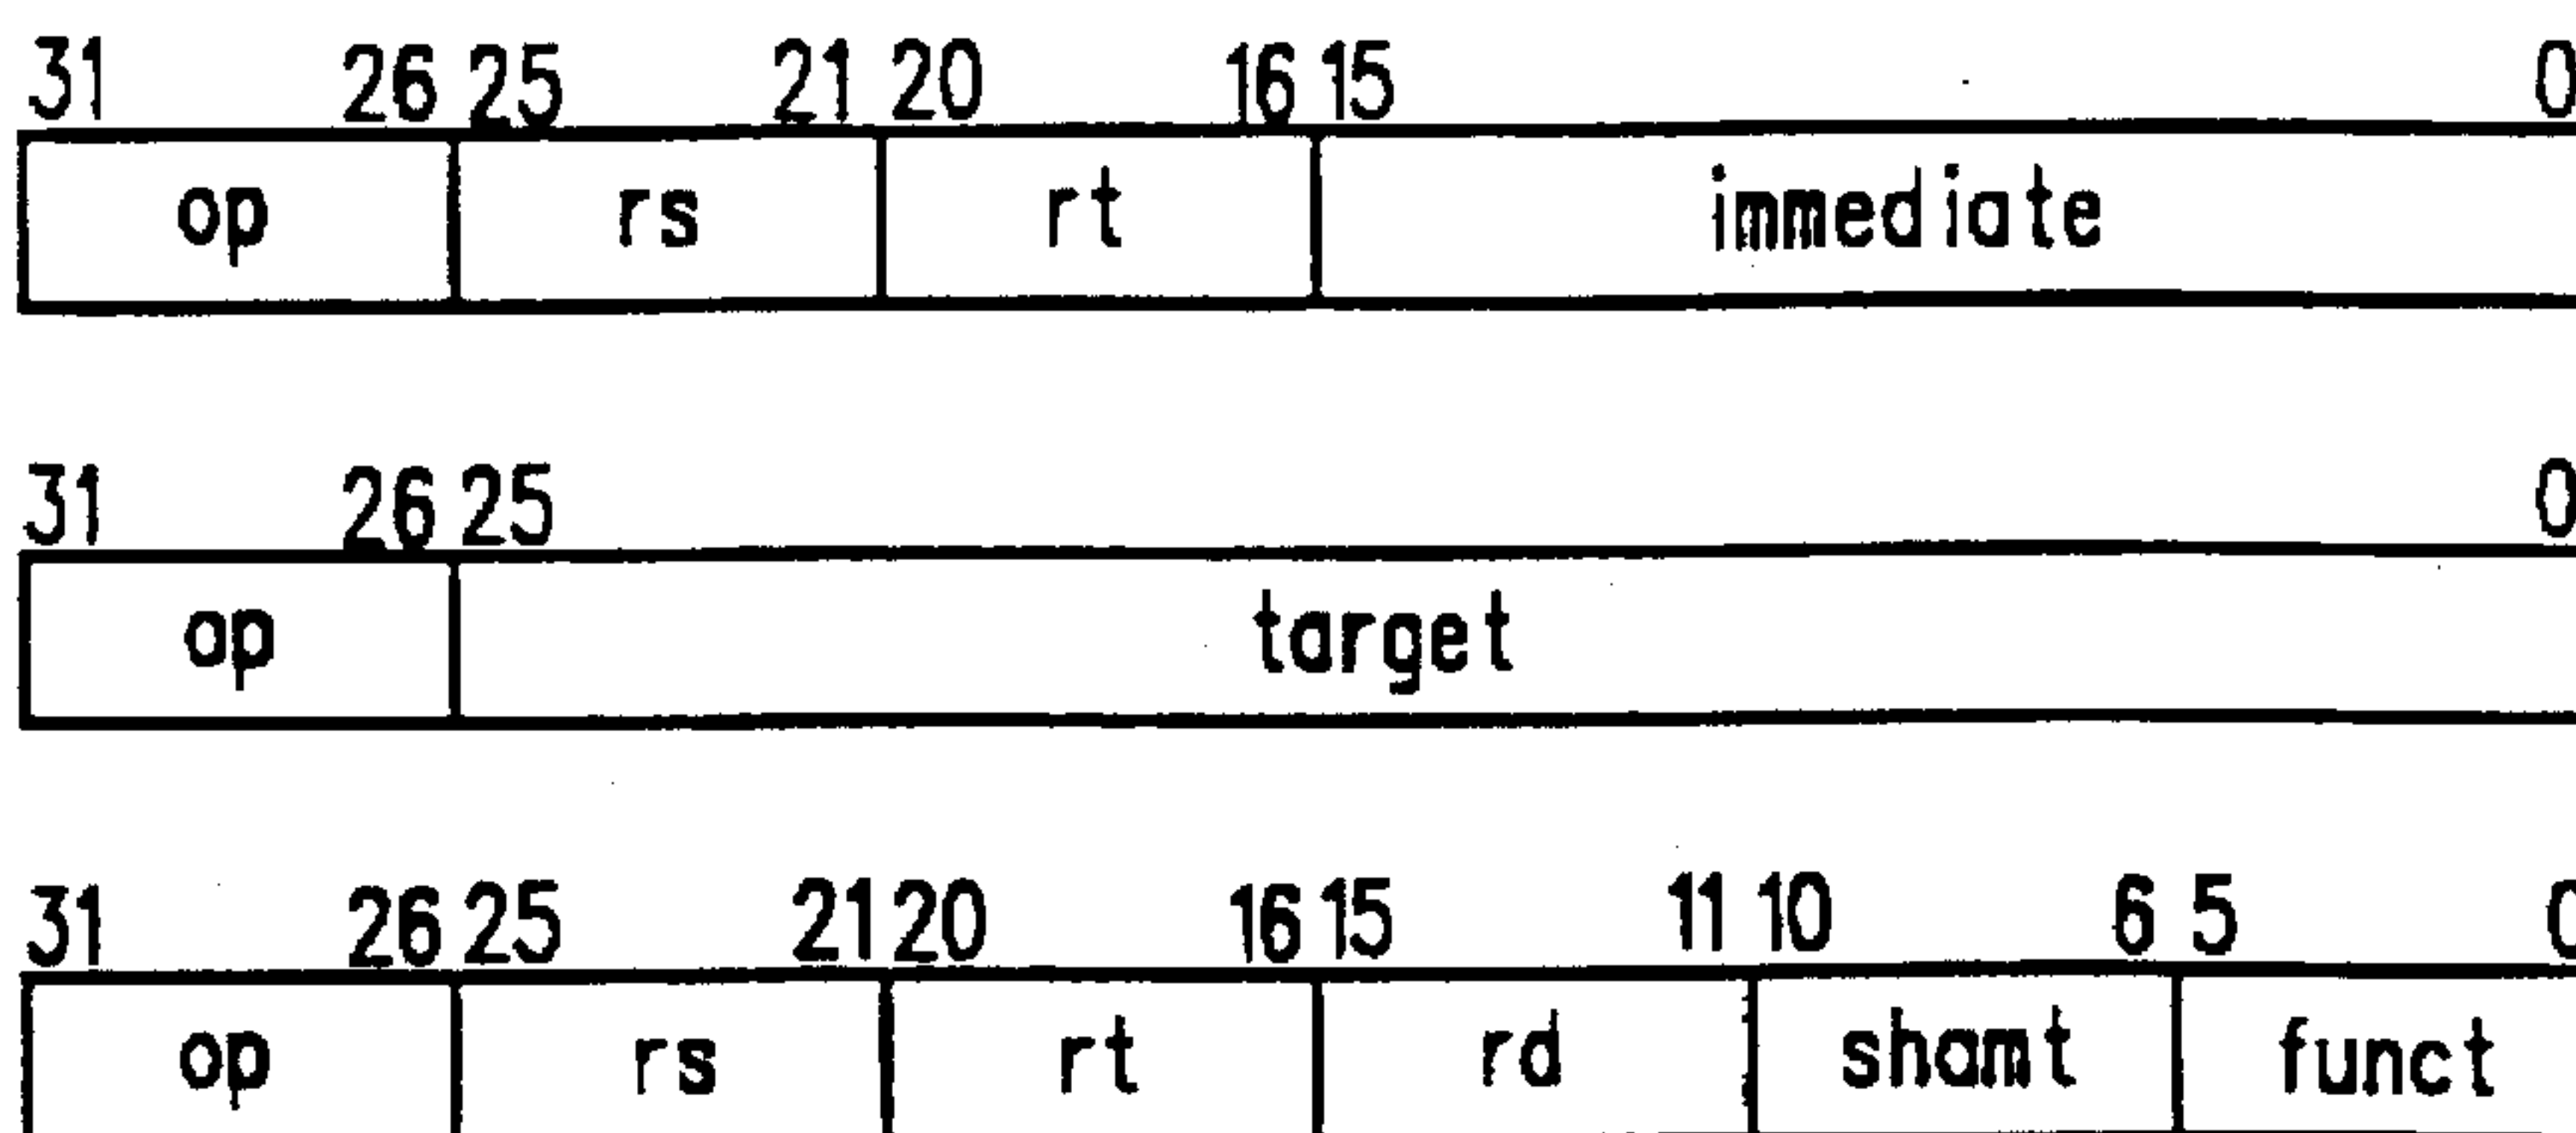 31 26 25 21 20 16 15 0
op rs rt immediate
31 26 25 0
op target
31 26 25 21 20 16 15 11 10 6 5 0
op rs rt rd shamt funct